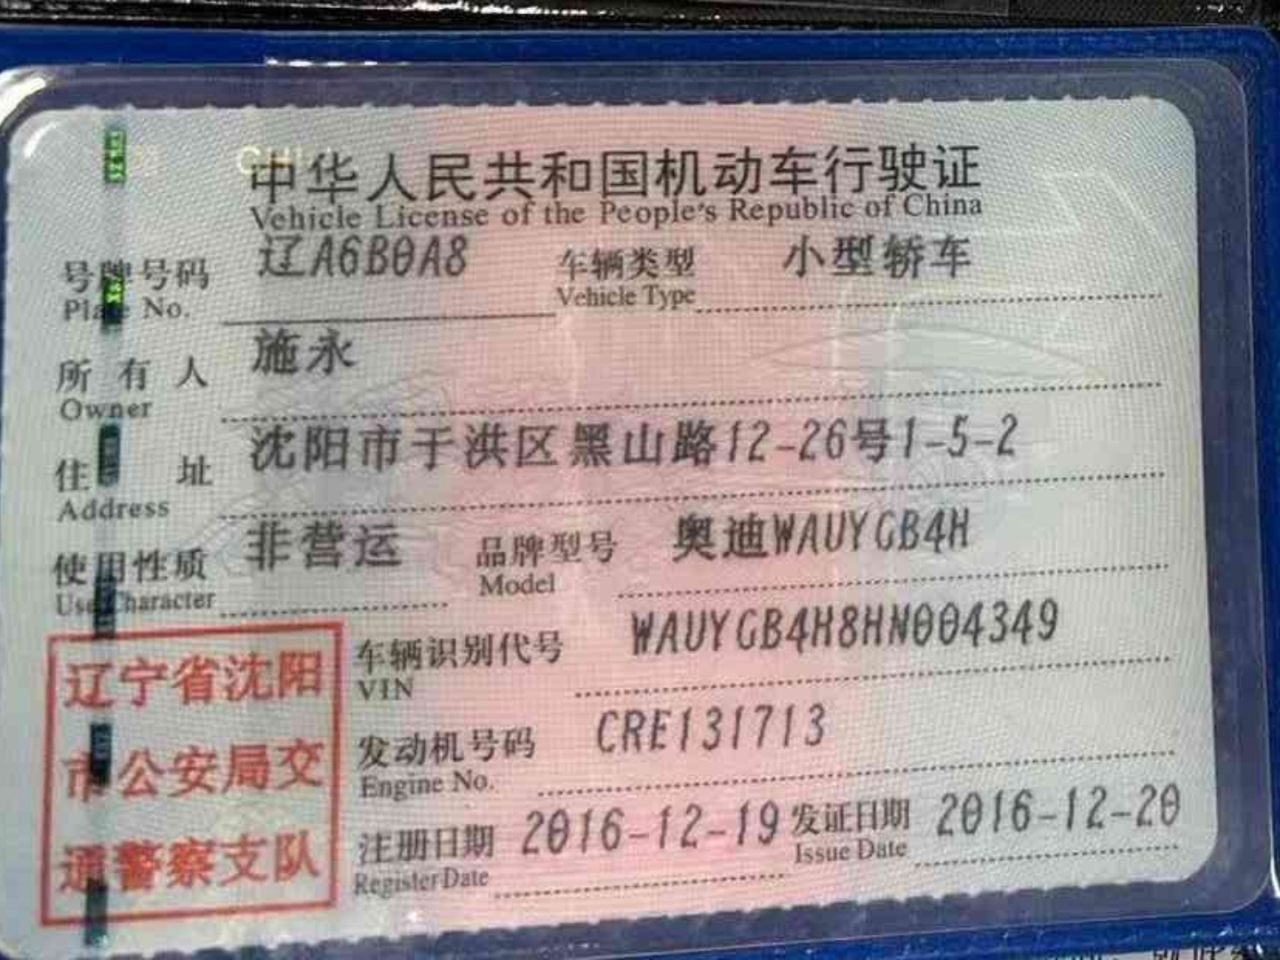 中华人民共和国机动车行驶证
Vehicle License of the People's Republic of China
号牌号码 辽A6B0A8 车辆类型 小型轿车
Plate No. Vehicle Type
所有人 施永
Owner
住址 沈阳市于洪区黑山路12-26号1-5-2
Address
使用性质 非营运 品牌型号 奥迪WAUYGB4H
Use Character Model
车辆识别代号 WAUYGB4H8HN004349
VIN
发动机号码 CRE131713
Engine No.
注册日期 2016-12-19 发证日期 2016-12-20
Register Date Issue Date
辽宁省沈阳
市公安局交
通警察支队